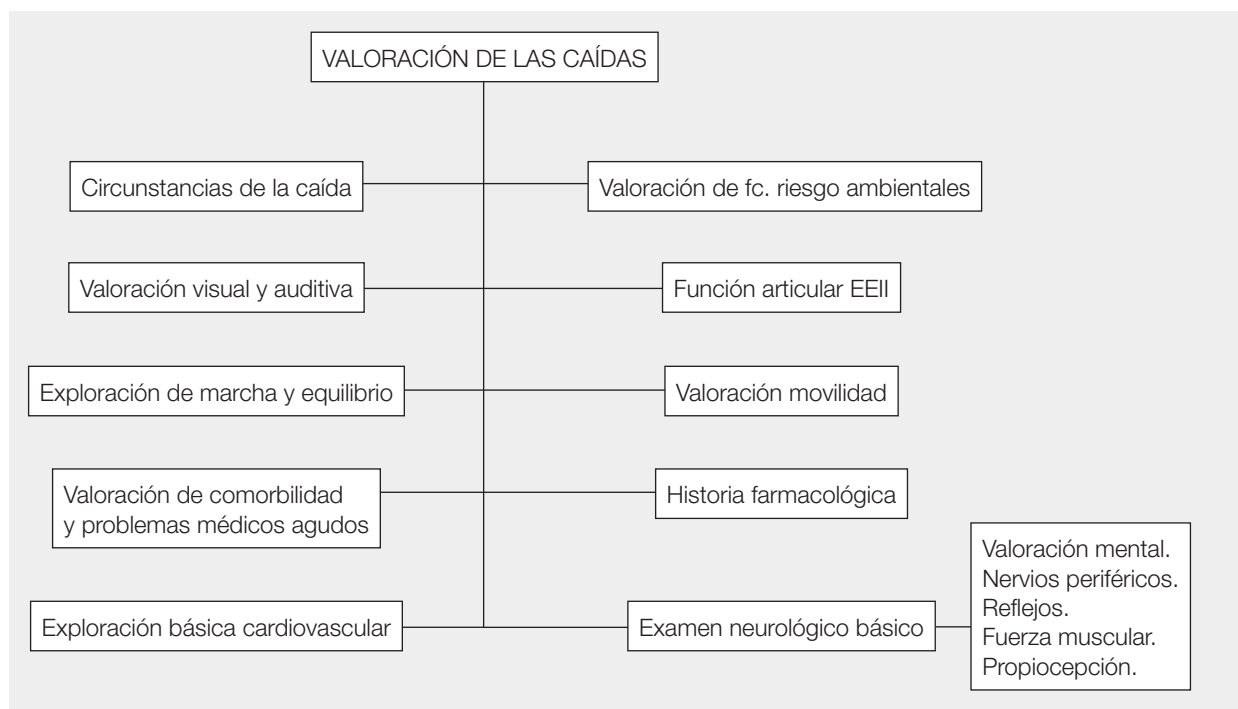 VALORACIÓN DE LAS CAÍDAS
Circunstancias de la caída
Valoración de fc. riesgo ambientales
Valoración visual y auditiva
Función articular EEII
Exploración de marcha y equilibrio
Valoración movilidad
Valoración de comorbilidad
y problemas médicos agudos
Historia farmacológica
Exploración básica cardiovascular
Examen neurológico básico
Valoración mental.
Nervios periféricos.
Reflejos.
Fuerza muscular.
Propiocepción.